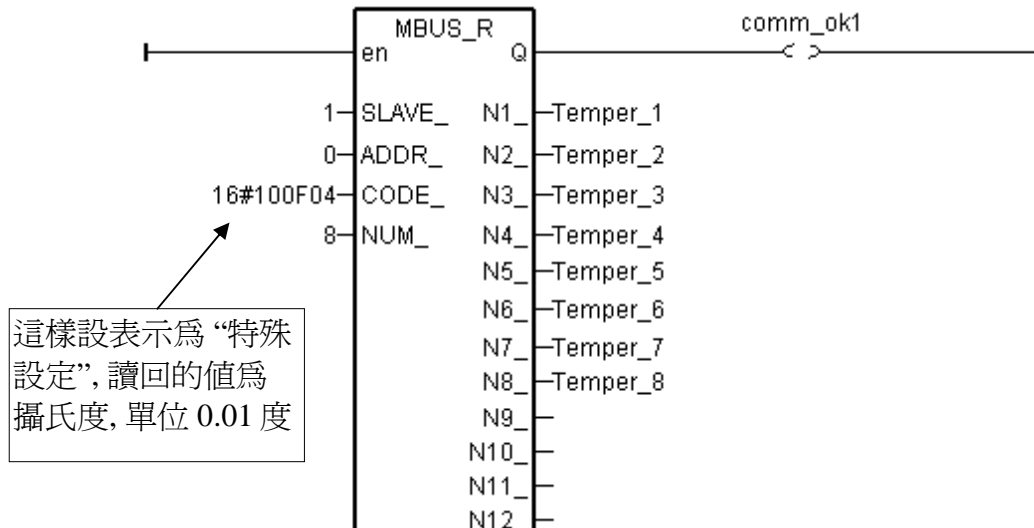 MBUS_R
comm_ok1
en Q
1 SLAVE_ N1_ Temper_1
0 ADDR_ N2_ Temper_2
16#100F04 CODE_ N3_ Temper_3
8 NUM_ N4_ Temper_4
N5_ Temper_5
N6_ Temper_6
N7_ Temper_7
N8_ Temper_8
N9_
N10_
N11_
N12_
這樣設表示為 “特殊
設定”, 讀回的值為
攝氏度, 單位 0.01 度